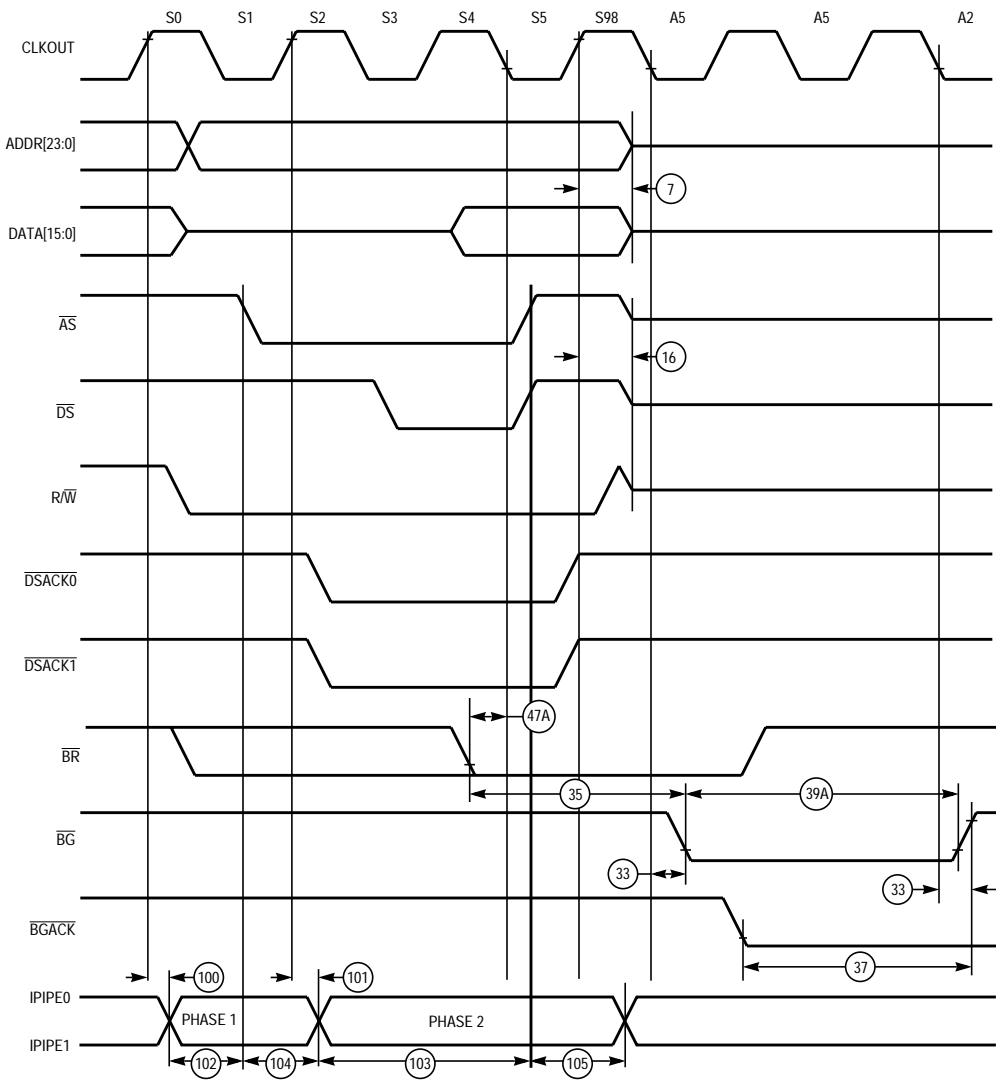 S0 S1 S2 S3 S4 S5 S98 A5 A5 A2
CLKOUT
ADDR[23:0]
7
DATA[15:0]
AS
16
DS
R/W
DSACK0
DSACK1
47A
BR
35 39A
BG
33 33
BGACK
37
100 101
IPIPE0
PHASE 1 PHASE 2
IPIPE1
102 104 103 105